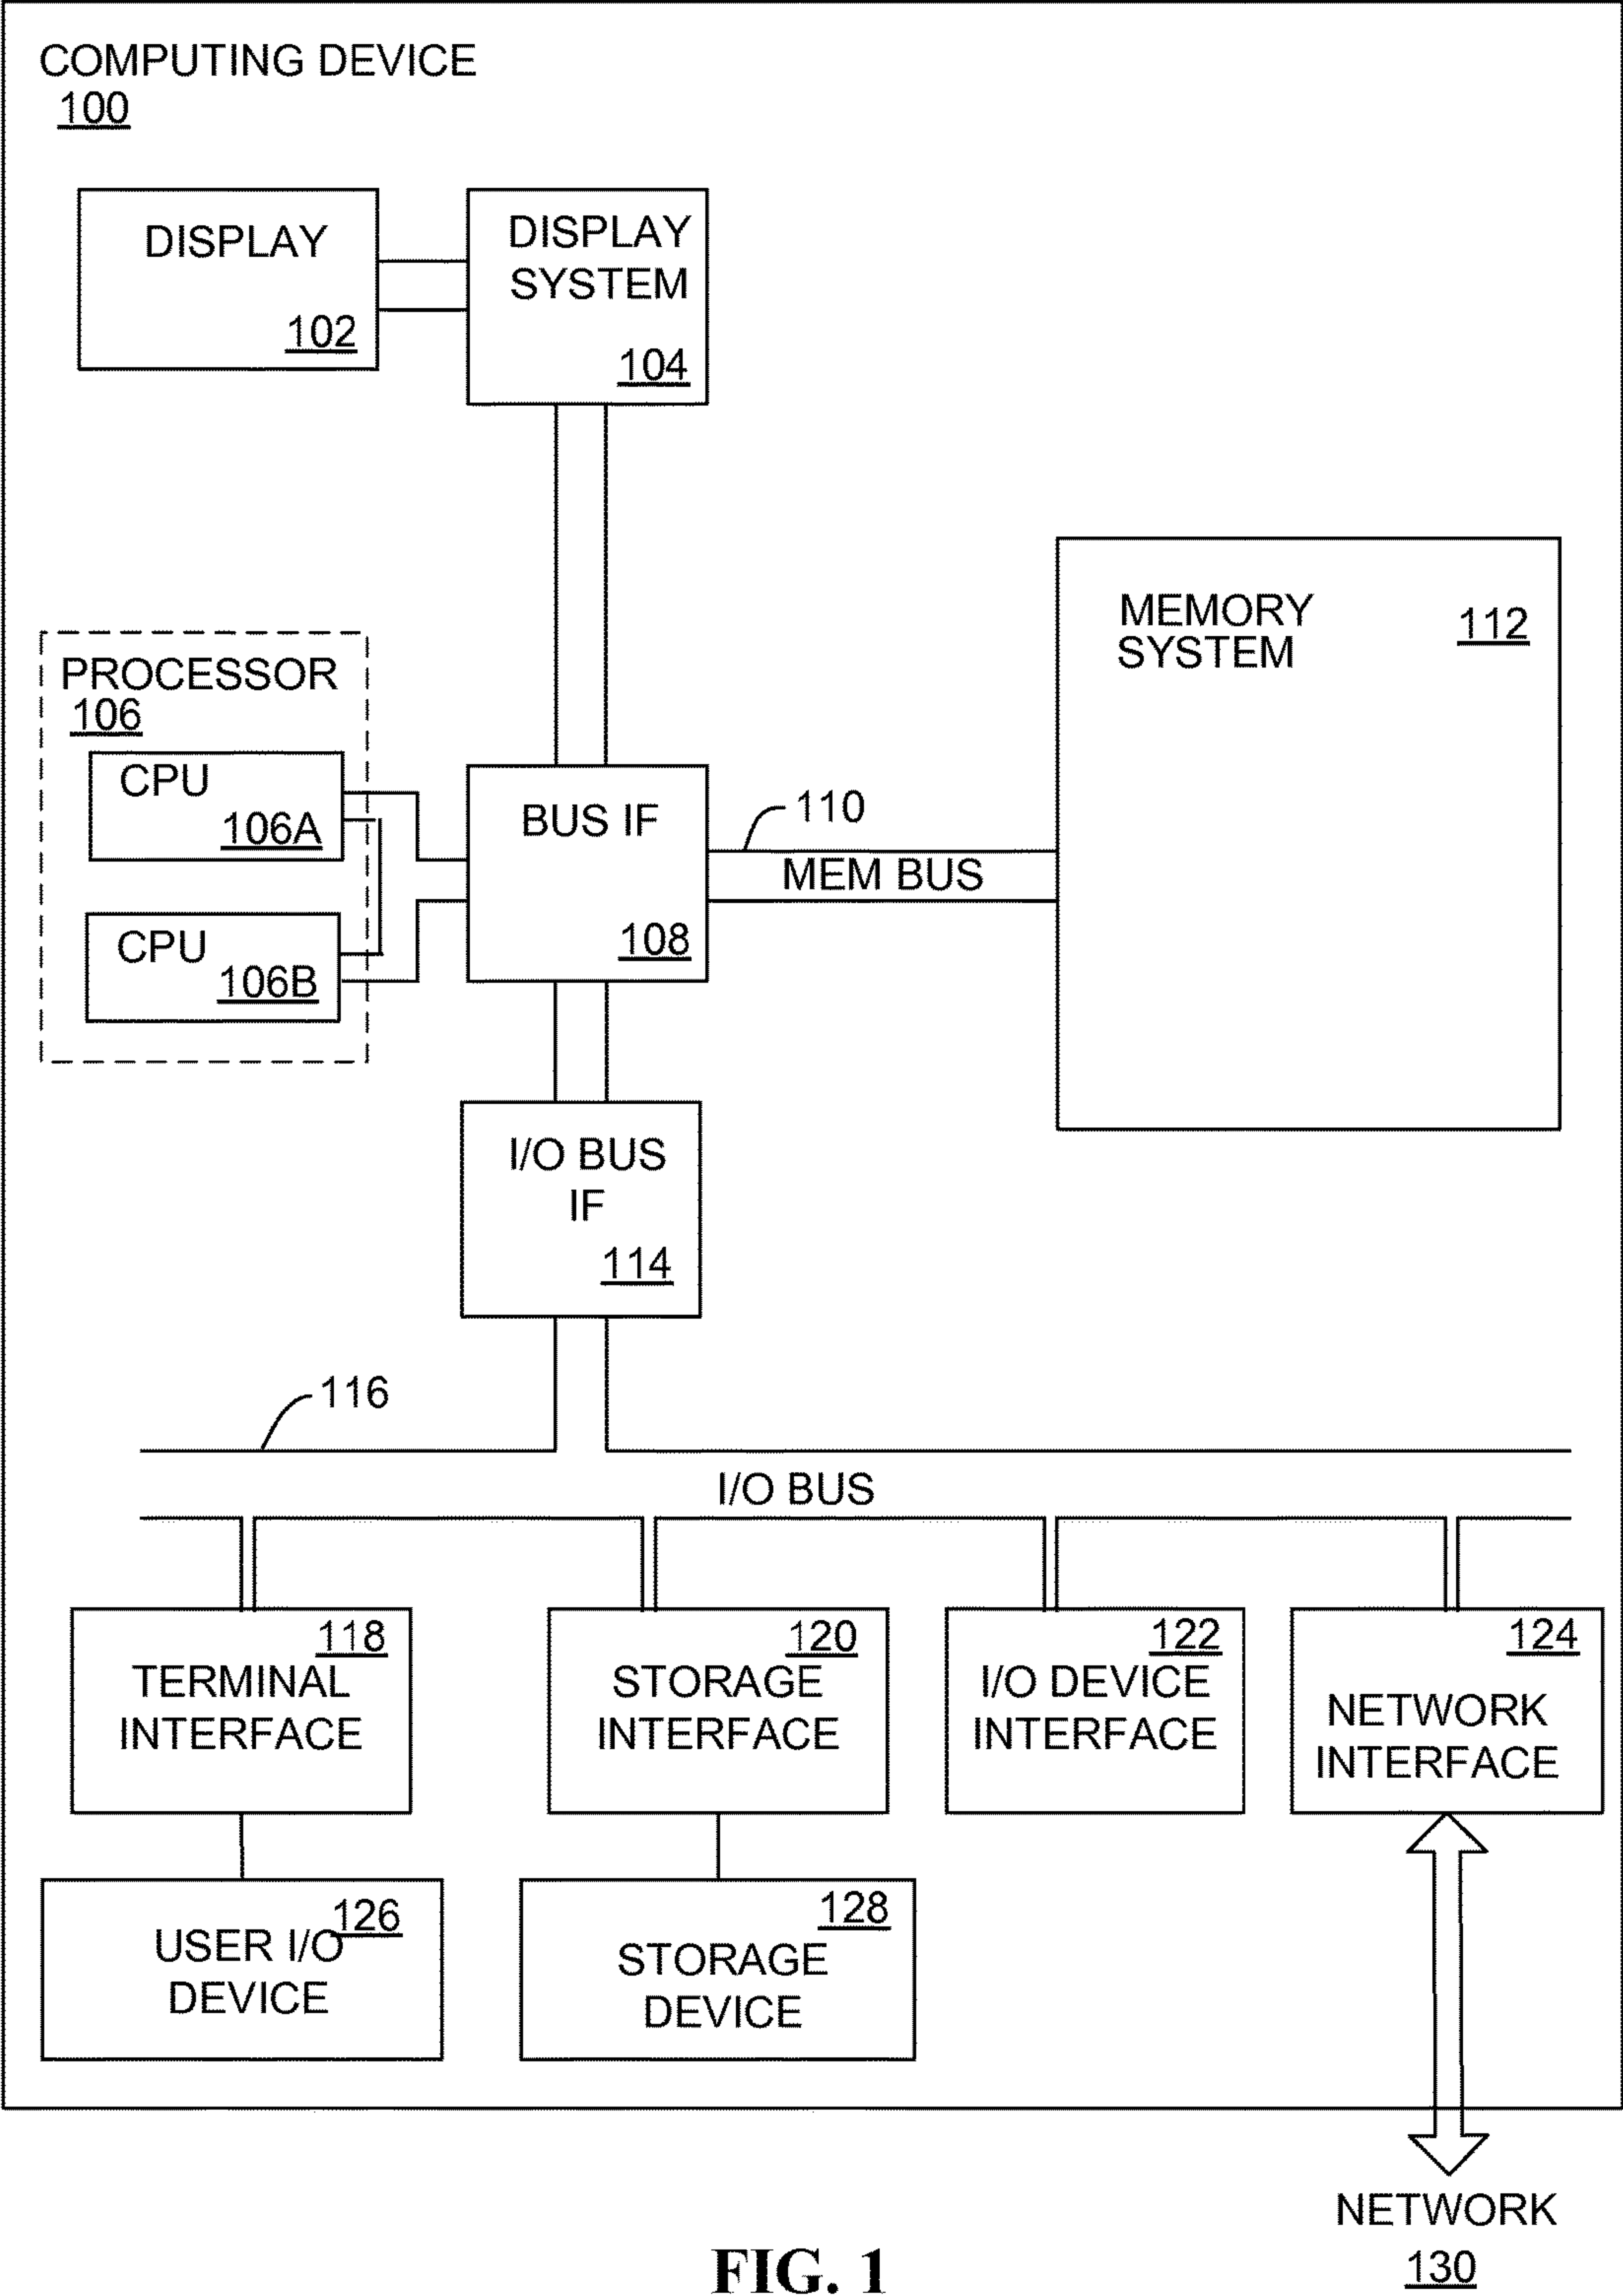 COMPUTING DEVICE
100
DISPLAY
102
DISPLAY
SYSTEM
104
MEMORY
SYSTEM
112
PROCESSOR
106
CPU
106A
CPU
106B
BUS IF
108
110
MEM BUS
I/O BUS
IF
114
116
I/O BUS
118
TERMINAL
INTERFACE
120
STORAGE
INTERFACE
122
I/O DEVICE
INTERFACE
124
NETWORK
INTERFACE
126
USER I/O
DEVICE
128
STORAGE
DEVICE
NETWORK
130
FIG. 1